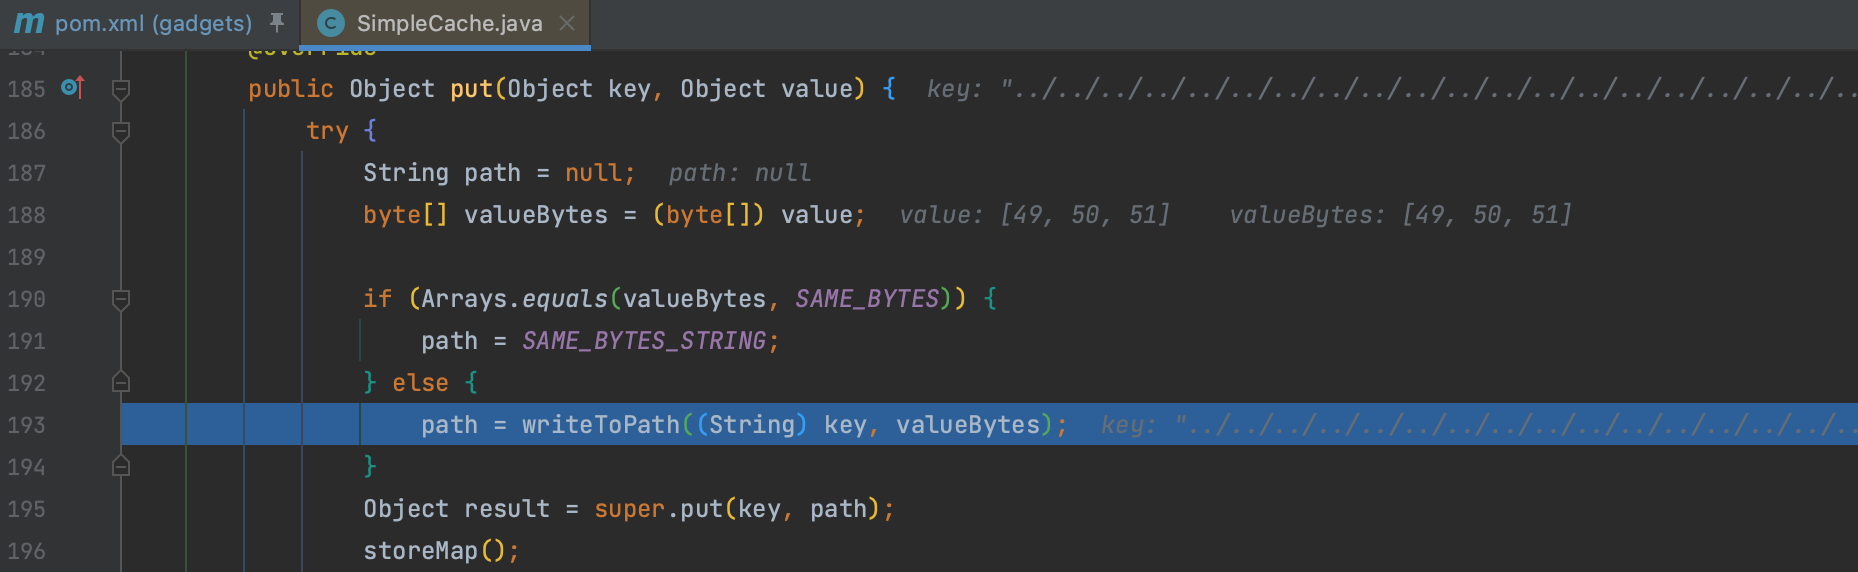 m pom.xml (gadgets) C SimpleCache.java
184 @Override
185 public Object put(Object key, Object value) { key: "../../../../../../../../../../../../../../../../../../../..
186 try {
187 String path = null; path: null
188 byte[] valueBytes = (byte[]) value; value: [49, 50, 51] valueBytes: [49, 50, 51]
189
190 if (Arrays.equals(valueBytes, SAME_BYTES)) {
191 path = SAME_BYTES_STRING;
192 } else {
193 path = writeToPath((String) key, valueBytes); key: "../../../../../../../../../../../../../../../..
194 }
195 Object result = super.put(key, path);
196 storeMap();